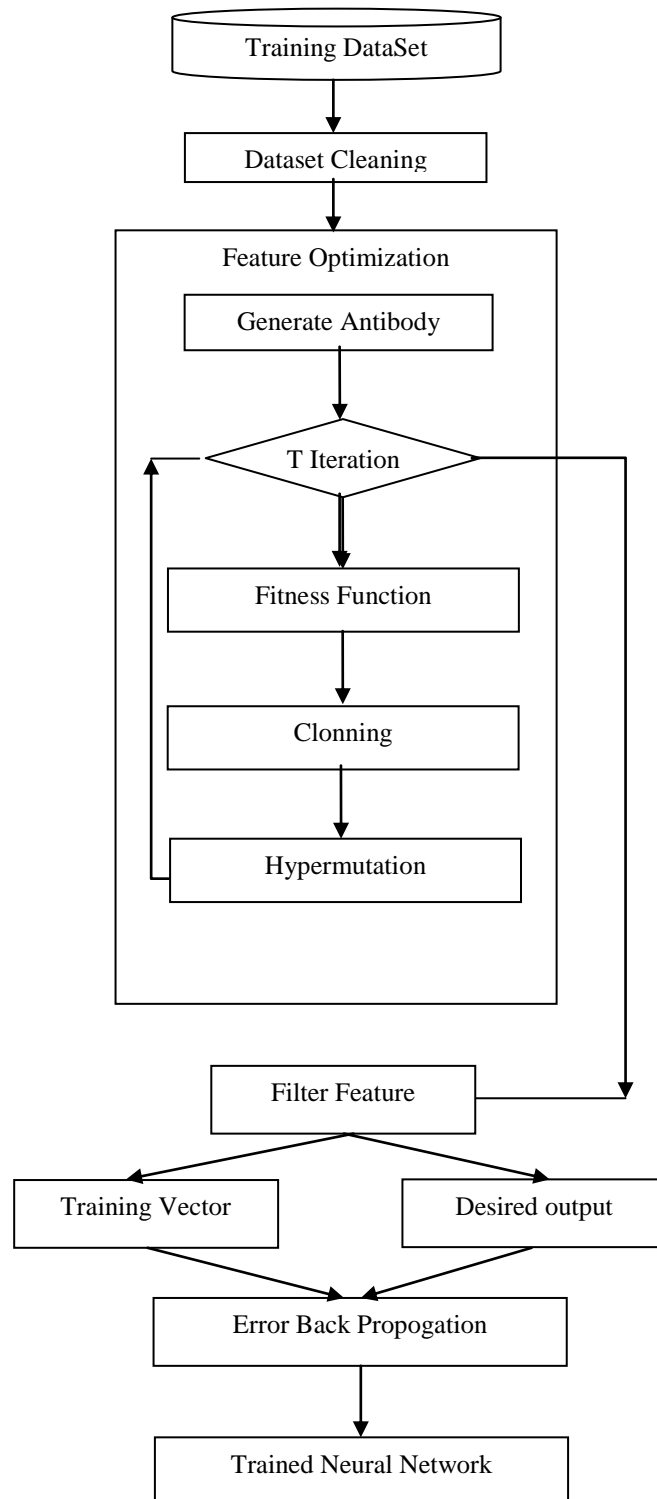 Training DataSet
Dataset Cleaning
Feature Optimization
Generate Antibody
T Iteration
Fitness Function
Clonning
Hypermutation
Filter Feature
Training Vector
Desired output
Error Back Propogation
Trained Neural Network